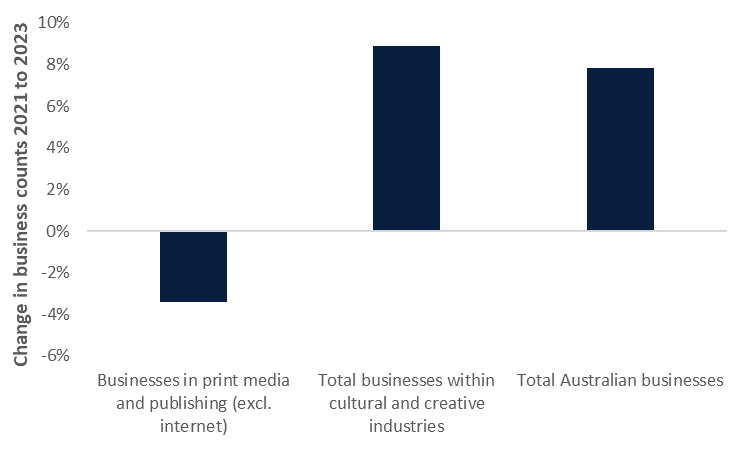 Change in business counts 2021 to 2023
10%
8%
6%
4%
2%
0%
-2%
-4%
-6%
Businesses in print media
and publishing (excl.
internet)
Total businesses within
cultural and creative
industries
Total Australian businesses